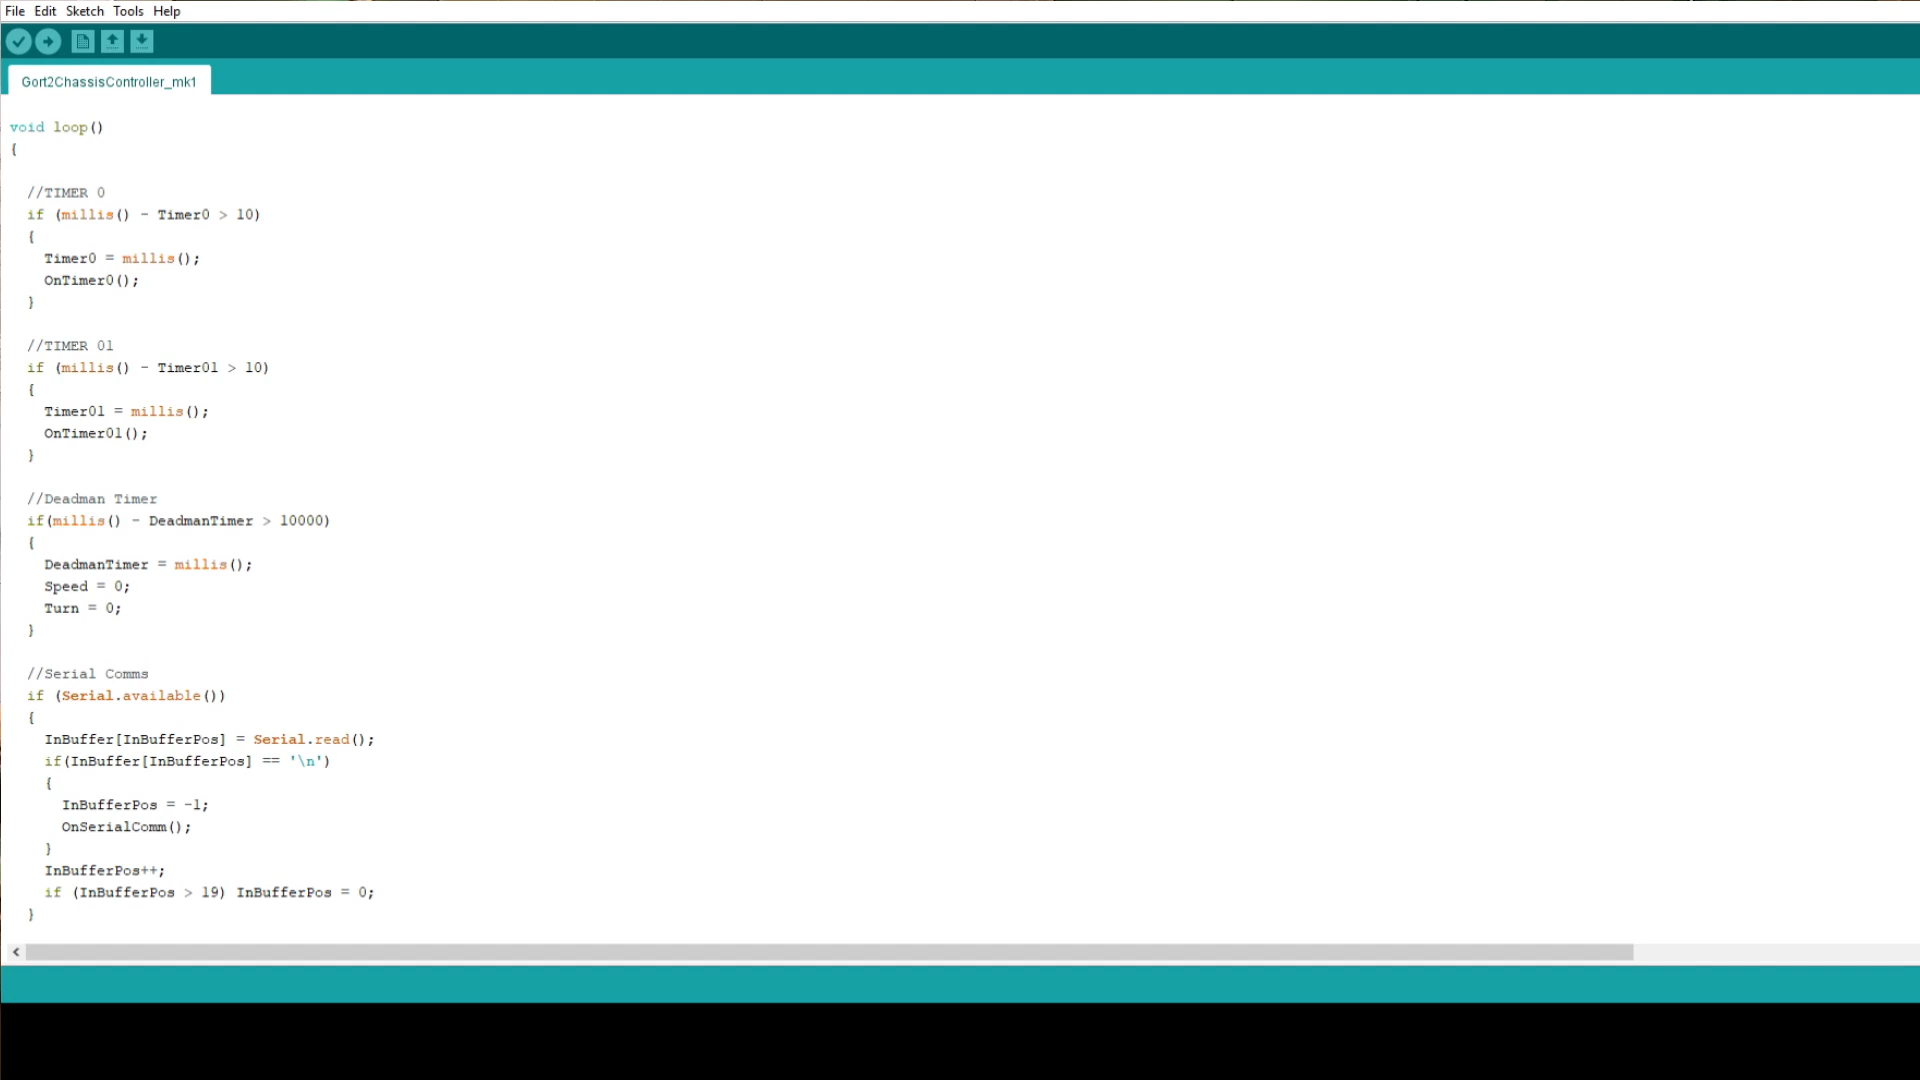 File Edit Sketch Tools Help
Gort2ChassisController_mk1
void loop()
{
//TIMER 0
if (millis() - Timer0 > 10)
{
Timer0 = millis();
OnTimer0();
}
//TIMER 01
if (millis() - Timer01 > 10)
{
Timer01 = millis();
OnTimer01();
}
//Deadman Timer
if(millis() - DeadmanTimer > 10000)
{
DeadmanTimer = millis();
Speed = 0;
Turn = 0;
}
//Serial Comms
if (Serial.available())
{
InBuffer[InBufferPos] = Serial.read();
if(InBuffer[InBufferPos] == '\n')
{
InBufferPos = -1;
OnSerialComm();
}
InBufferPos++;
if (InBufferPos > 19) InBufferPos = 0;
}